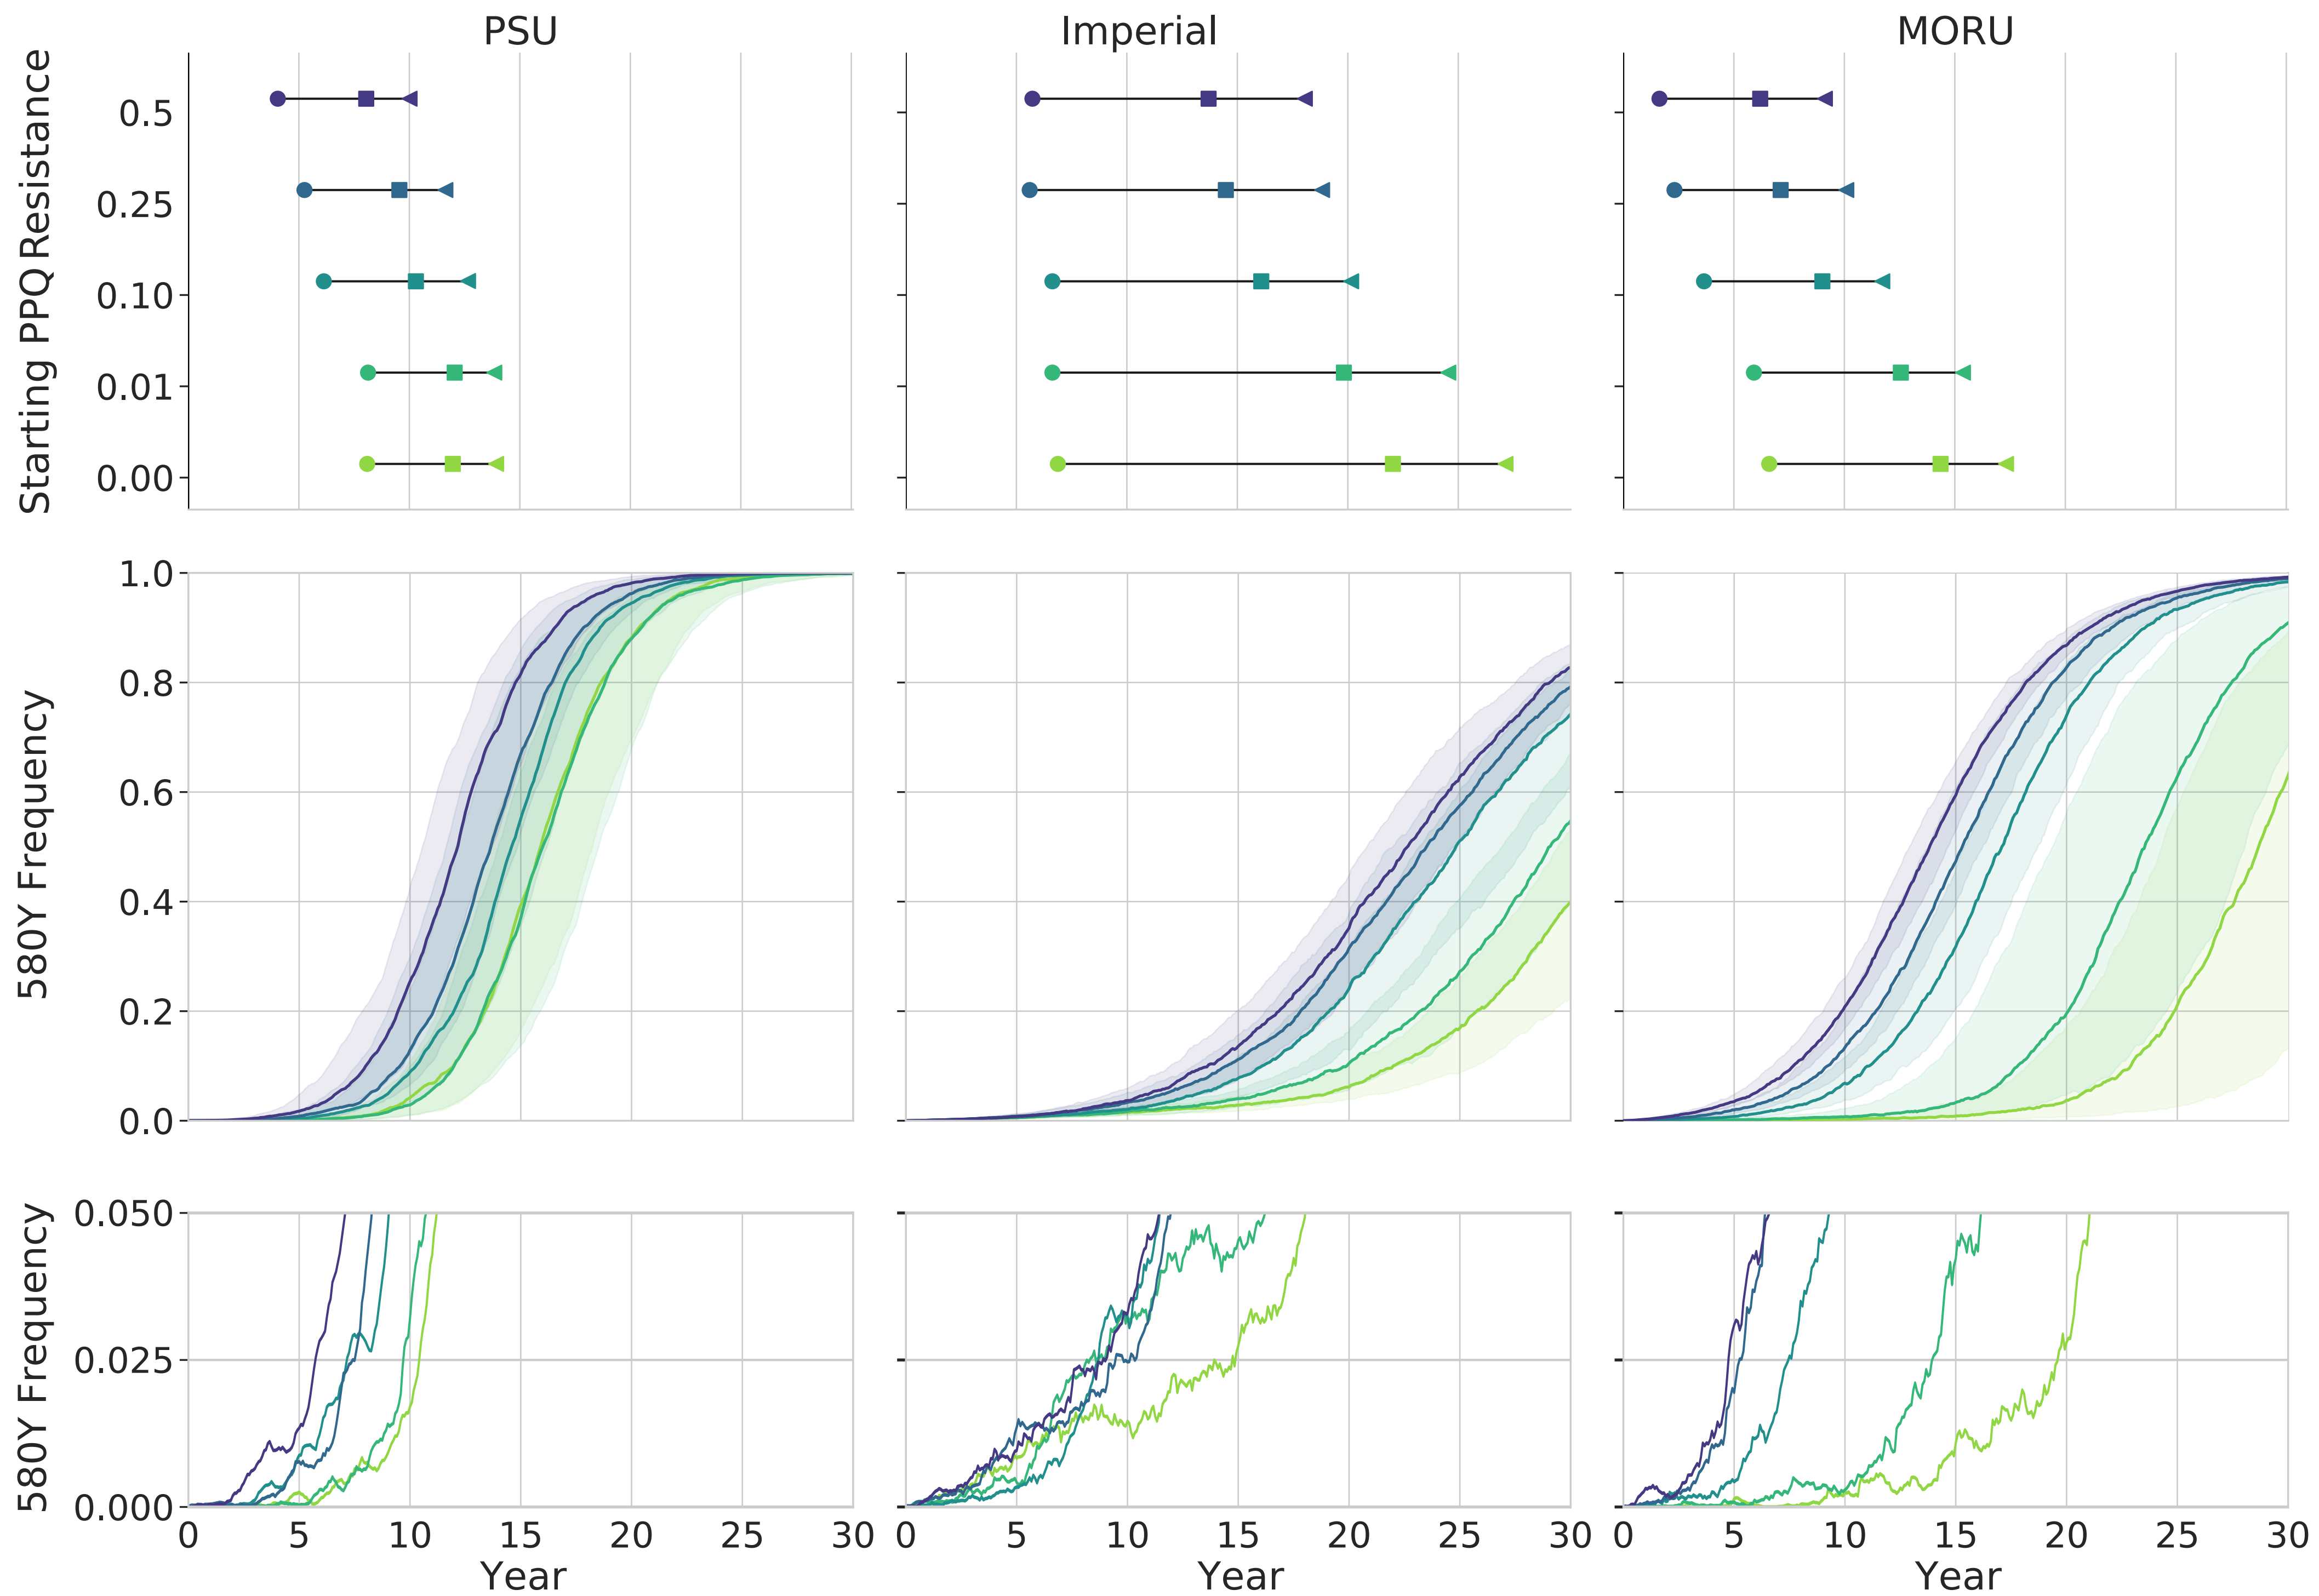 PSU
Imperial
MORU
Starting PPQ Resistance
0.5
0.25
0.10
0.01
0.00
580Y Frequency
1.0
0.8
0.6
0.4
0.2
0.0
580Y Frequency
0.050
0.025
0.000
0 5 10 15 20 25 30
0 5 10 15 20 25 30
0 5 10 15 20 25 30
Year
Year
Year